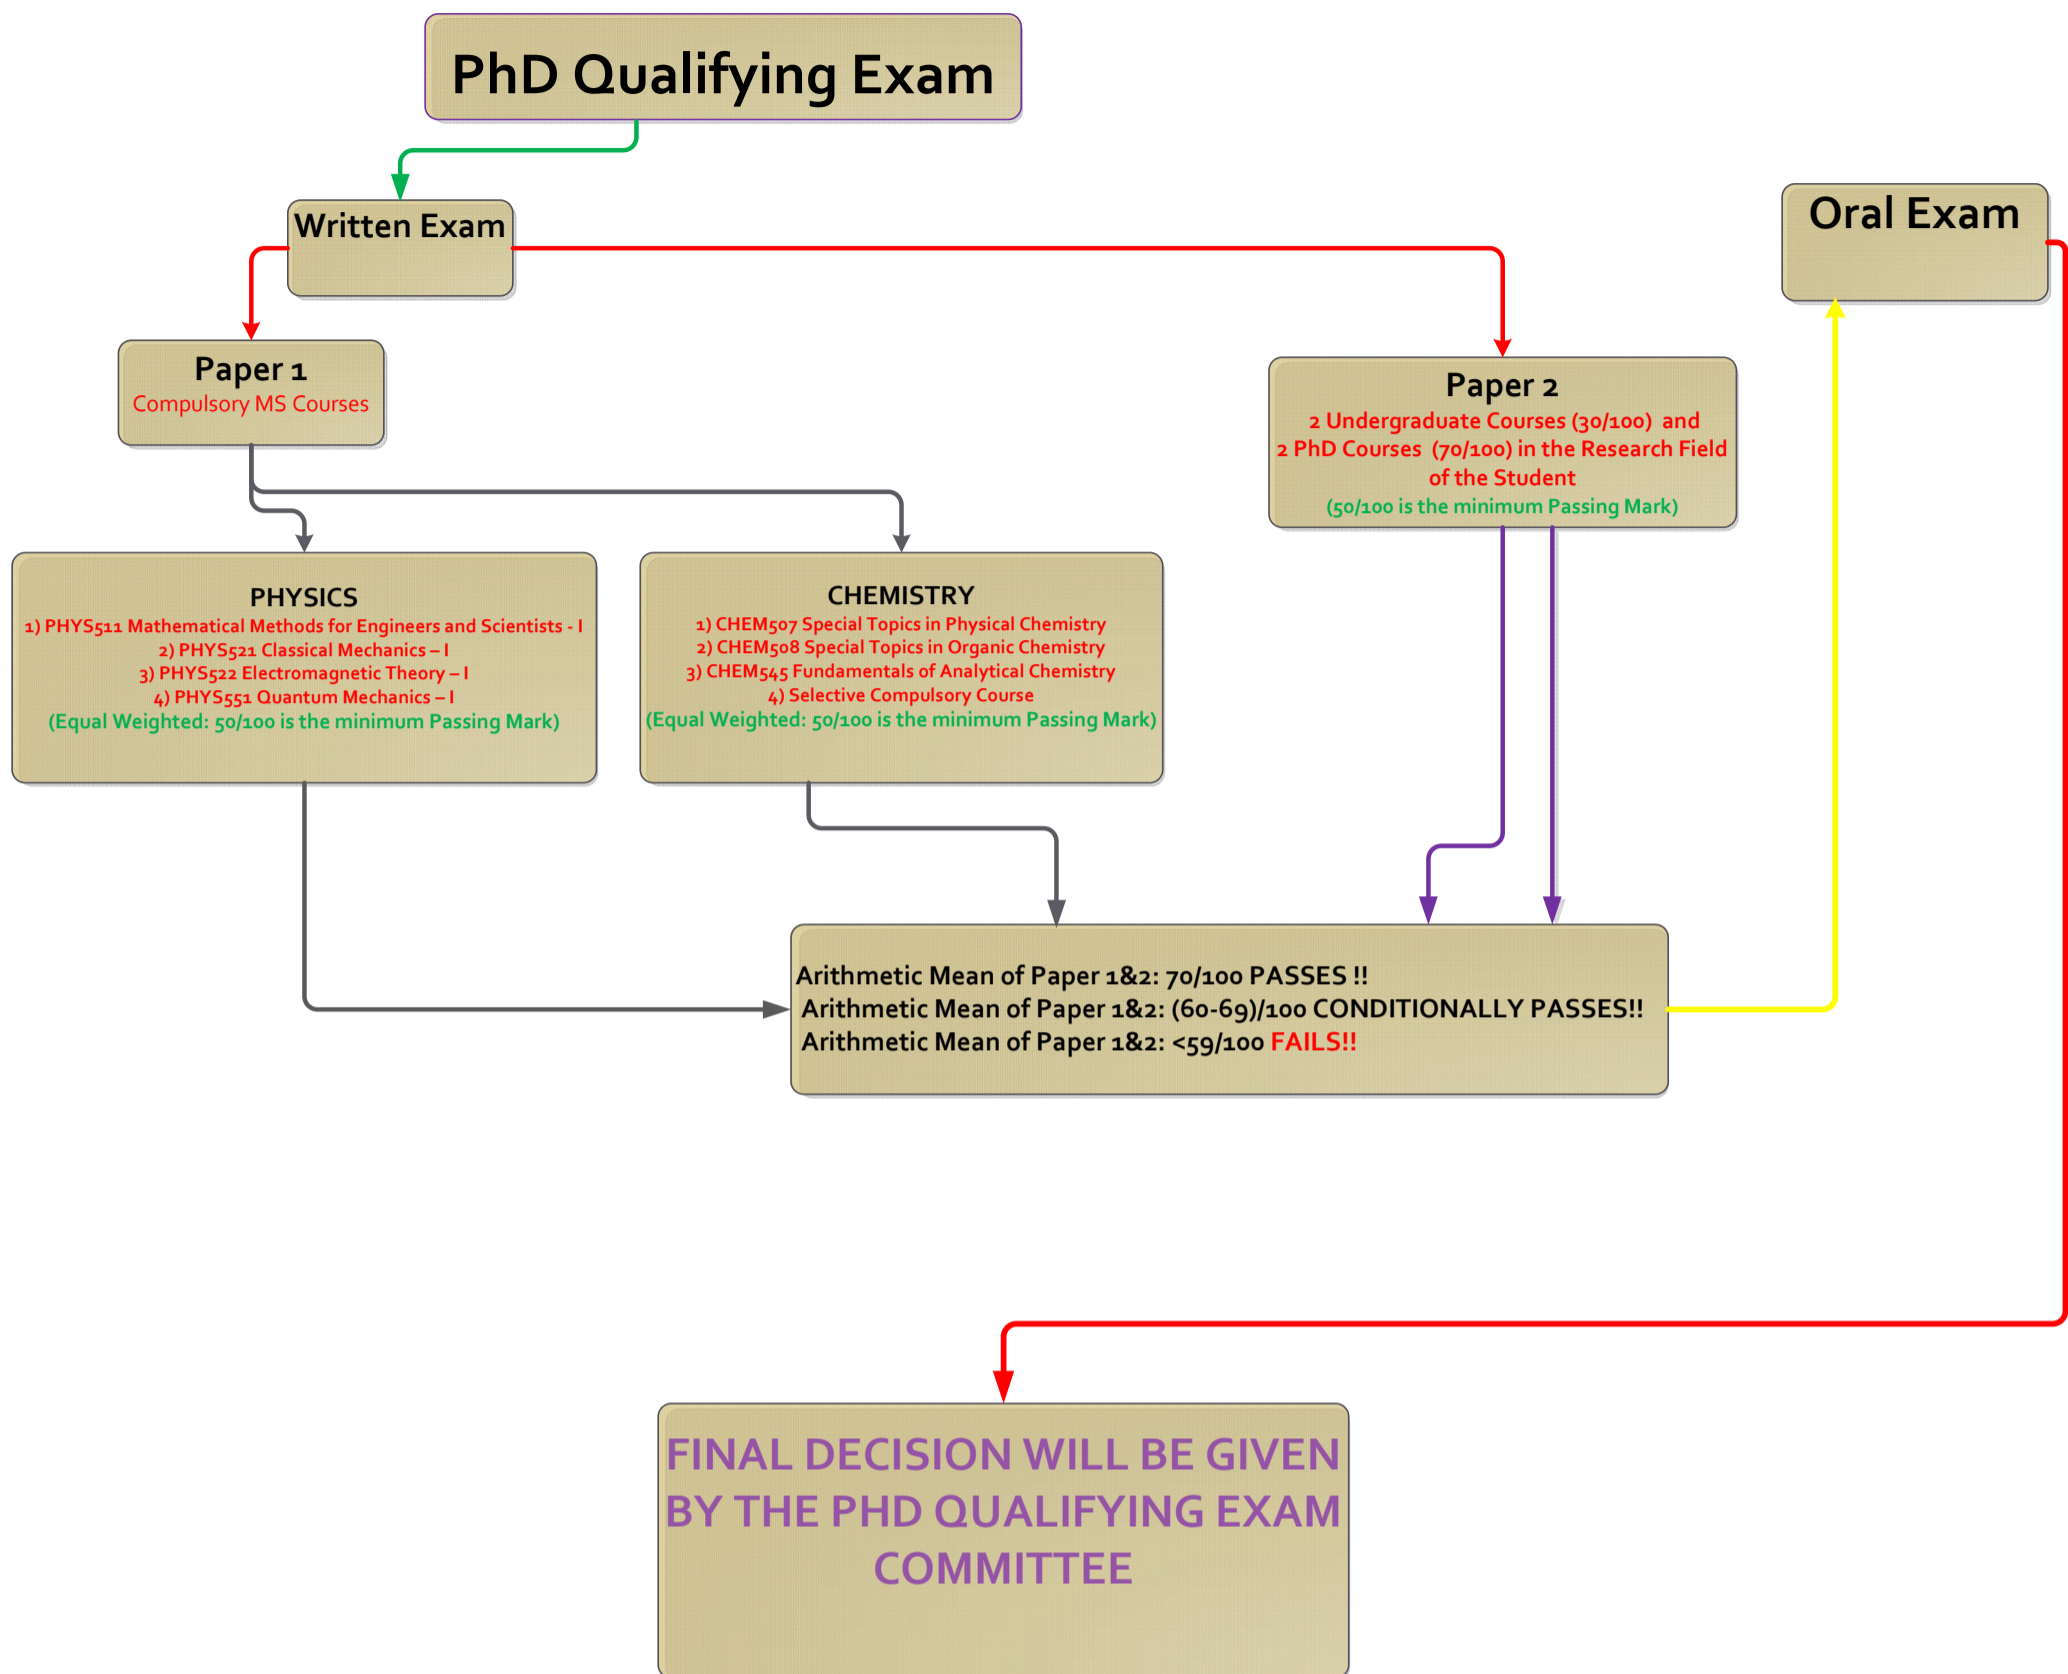 PhD Qualifying Exam
Written Exam
Oral Exam
Paper 1
Compulsory MS Courses
Paper 2
2 Undergraduate Courses (30/100)  and
2 PhD Courses  (70/100) in the Research Field
of the Student
(50/100 is the minimum Passing Mark)
PHYSICS
1) PHYS511 Mathematical Methods for Engineers and Scientists - I
2) PHYS521 Classical Mechanics – I
3) PHYS522 Electromagnetic Theory – I
4) PHYS551 Quantum Mechanics – I
(Equal Weighted: 50/100 is the minimum Passing Mark)
CHEMISTRY
1) CHEM507 Special Topics in Physical Chemistry
2) CHEM508 Special Topics in Organic Chemistry
3) CHEM545 Fundamentals of Analytical Chemistry
4) Selective Compulsory Course
(Equal Weighted: 50/100 is the minimum Passing Mark)
Arithmetic Mean of Paper 1&2: 70/100 PASSES !!
Arithmetic Mean of Paper 1&2: (60-69)/100 CONDITIONALLY PASSES!!
Arithmetic Mean of Paper 1&2: <59/100 FAILS!!
FINAL DECISION WILL BE GIVEN
BY THE PHD QUALIFYING EXAM
COMMITTEE